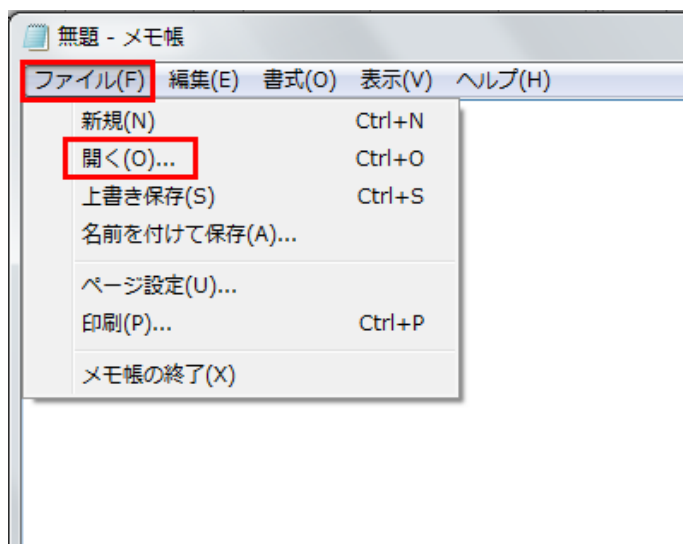 無題 - メモ帳
ファイル(F) 編集(E) 書式(O) 表示(V) ヘルプ(H)
新規(N) Ctrl+N
開く(O)... Ctrl+O
上書き保存(S) Ctrl+S
名前を付けて保存(A)...
ページ設定(U)...
印刷(P)... Ctrl+P
メモ帳の終了(X)